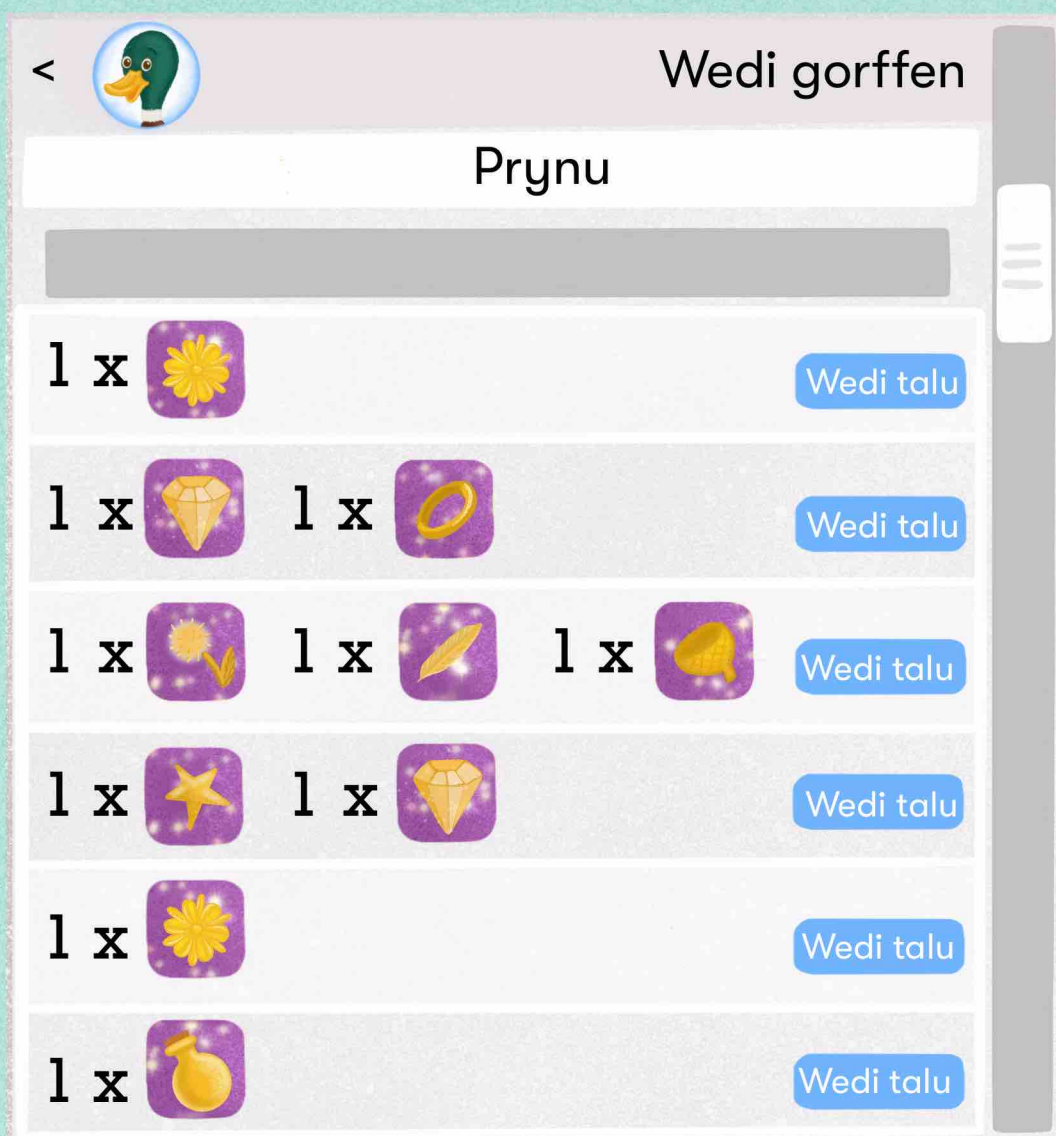 < Wedi gorffen
Prynu
1 x Wedi talu
1 x 1 x Wedi talu
1 x 1 x 1 x Wedi talu
1 x 1 x Wedi talu
1 x Wedi talu
1 x Wedi talu